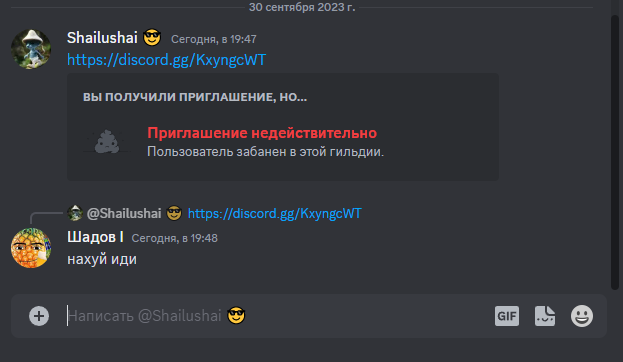 30 сентября 2023 г.
Shailushai 😎 Сегодня, в 19:47
https://discord.gg/KxyngcWT
ВЫ ПОЛУЧИЛИ ПРИГЛАШЕНИЕ, НО...
Приглашение недействительно
Пользователь забанен в этой гильдии.
@Shailushai 😎 https://discord.gg/KxyngcWT
Шадов I Сегодня, в 19:48
нахуй иди
Написать @Shailushai 😎
GIF